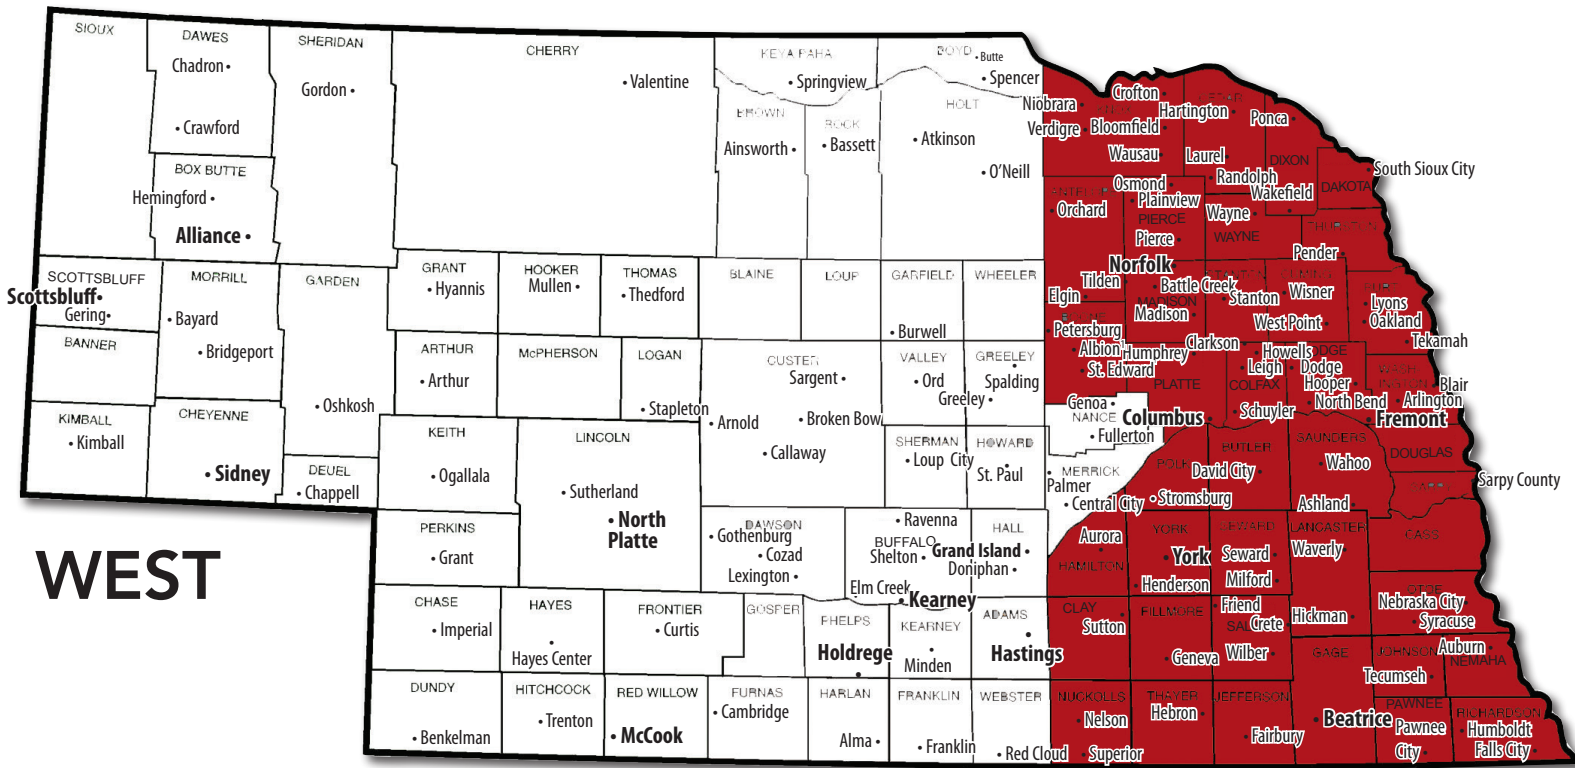 SIOUX
DAWES
Chadron
Crawford
SHERIDAN
Gordon
CHERRY
Valentine
KEYA PAHA
Springview
BOYD
Butte
Spencer
BROWN
Ainsworth
ROCK
Bassett
HOLT
Atkinson
O'Neill
BOX BUTTE
Hemingford
Alliance
Niobrara
Verdigre
Crofton
Bloomfield
Wausau
Hartington
Laurel
Randolph
Ponca
DIXON
Wakefield
DAKOTA
South Sioux City
Orchard
Osmond
Plainview
PIERCE
Pierce
Wayne
WAYNE
THURSTON
Pender
SCOTTSBLUFF
Scottsbluff
Gering
MORRILL
Bayard
Bridgeport
GARDEN
Oshkosh
GRANT
Hyannis
HOOKER
Mullen
THOMAS
Thedford
BLAINE
LOUP
GARFIELD
Burwell
WHEELER
Tilden
Elgin
Norfolk
Battle Creek
MADISON
Madison
STANTON
Stanton
CUMING
Wisner
West Point
BURT
Lyons
Oakland
Tekamah
BANNER
KIMBALL
Kimball
CHEYENNE
Sidney
DEUEL
Chappell
ARTHUR
Arthur
McPHERSON
LOGAN
Stapleton
CUSTER
Sargent
Arnold
Broken Bow
Callaway
VALLEY
Ord
GREELEY
Spalding
Greeley
Petersburg
Albion
St. Edward
Humphrey
PLATTE
Columbus
Clarkson
Leigh
Howells
COLFAX
Schuyler
DODGE
Dodge
Hooper
North Bend
Fremont
WASH-
INGTON
Blair
Arlington
KEITH
Ogallala
LINCOLN
Sutherland
North
Platte
SHERMAN
Loup City
HOWARD
St. Paul
NANCE
Genoa
Fullerton
MERRICK
Palmer
Central City
POLK
Stromsburg
BUTLER
David City
SAUNDERS
Wahoo
Ashland
DOUGLAS
SARPY
Sarpy County
WEST
PERKINS
Grant
DAWSON
Gothenburg
Cozad
Lexington
BUFFALO
Ravenna
Shelton
Elm Creek
Kearney
HALL
Grand Island
Doniphan
HAMILTON
Aurora
YORK
York
Henderson
SEWARD
Seward
Milford
LANCASTER
Waverly
Hickman
CASS
OTOE
Nebraska City
Syracuse
CHASE
Imperial
HAYES
Hayes Center
FRONTIER
Curtis
GOSPER
PHELPS
Holdrege
KEARNEY
Minden
ADAMS
Hastings
CLAY
Sutton
FILLMORE
Geneva
Friend
Crete
Wilber
GAGE
Beatrice
JOHNSON
Tecumseh
Auburn
NEMAHA
DUNDY
Benkelman
HITCHCOCK
Trenton
RED WILLOW
McCook
FURNAS
Cambridge
HARLAN
Alma
FRANKLIN
Franklin
WEBSTER
Red Cloud
NUCKOLLS
Nelson
Superior
THAYER
Hebron
JEFFERSON
Fairbury
PAWNEE
Pawnee
City
RICHARDSON
Humboldt
Falls City